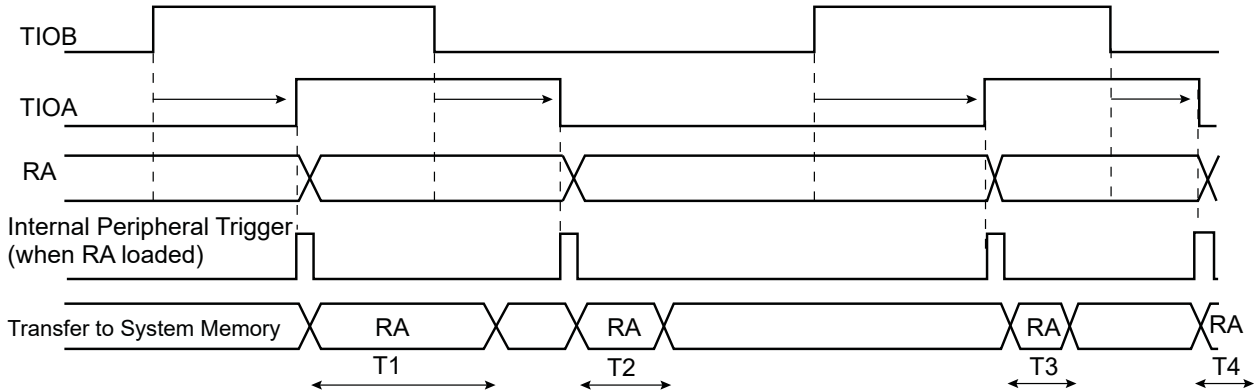 TIOB
TIOA
RA
Internal Peripheral Trigger
(when RA loaded)
Transfer to System Memory
RA
RA
RA
RA
T1
T2
T3
T4